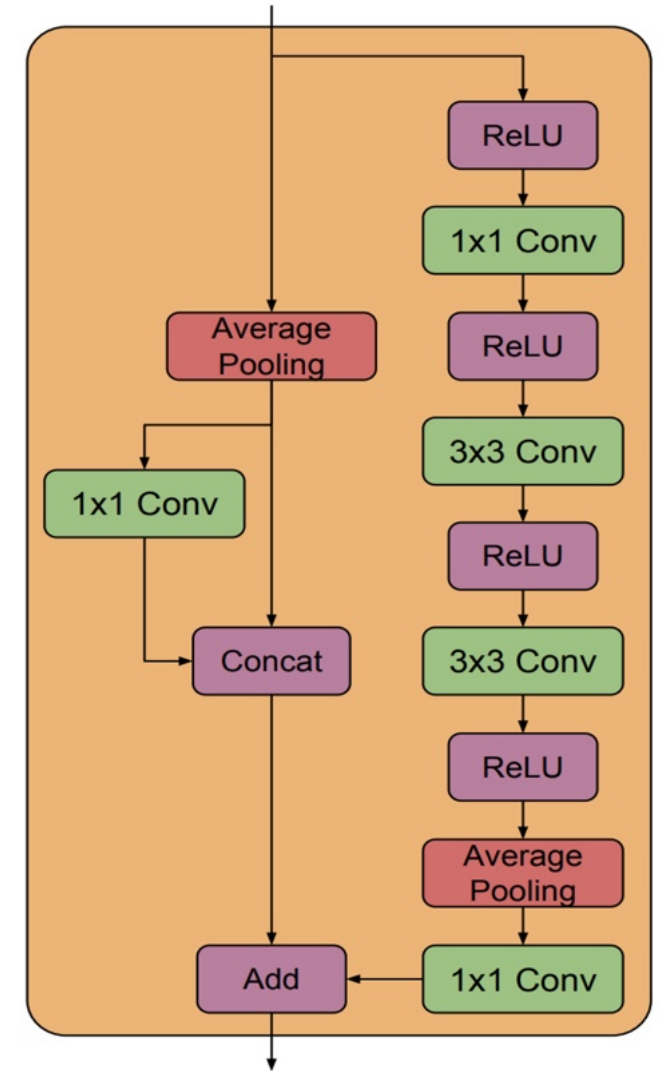 ReLU
1x1 Conv
Average
Pooling
ReLU
3x3 Conv
1x1 Conv
ReLU
Concat
3x3 Conv
ReLU
Average
Pooling
Add
1x1 Conv